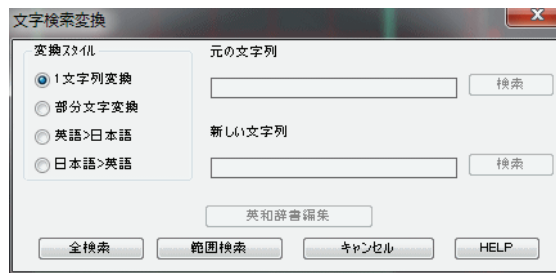 文字検索変換
変換スタイル
1文字列変換
部分文字変換
英語>日本語
日本語>英語
元の文字列
検索
新しい文字列
検索
英和辞書編集
全検索
範囲検索
キャンセル
HELP